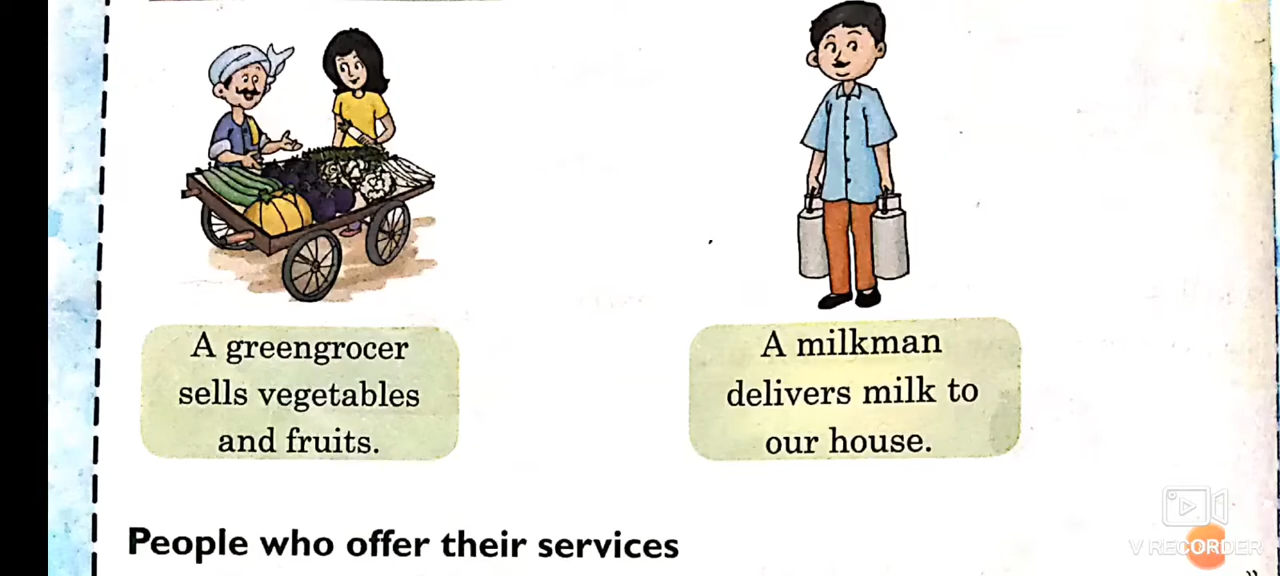 A greengrocer
sells vegetables
and fruits.
A milkman
delivers milk to
our house.
People who offer their services
V RECORDER